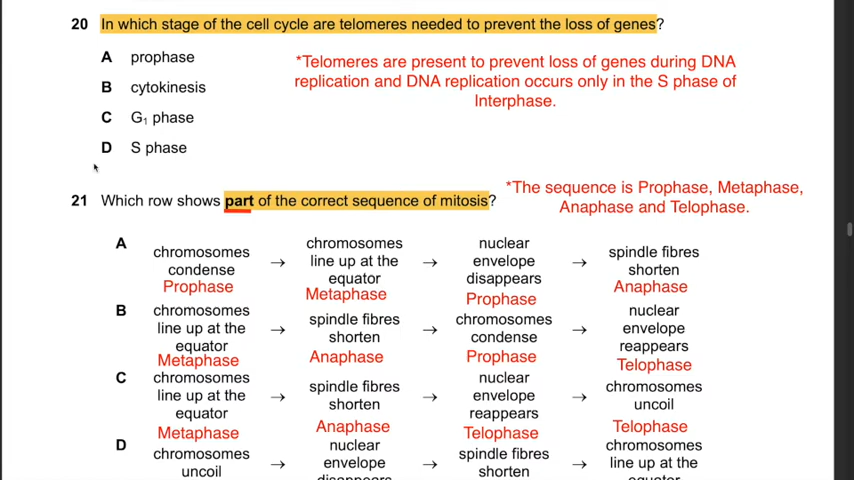 20 In which stage of the cell cycle are telomeres needed to prevent the loss of genes?
A prophase
B cytokinesis
C G₁ phase
D S phase
*Telomeres are present to prevent loss of genes during DNA
replication and DNA replication occurs only in the S phase of
Interphase.
21 Which row shows part of the correct sequence of mitosis?
*The sequence is Prophase, Metaphase,
Anaphase and Telophase.
A
chromosomes
condense
Prophase
→
chromosomes
line up at the
equator
Metaphase
→
nuclear
envelope
disappears
Prophase
→
spindle fibres
shorten
Anaphase
B
chromosomes
line up at the
equator
Metaphase
→
spindle fibres
shorten
Anaphase
→
chromosomes
condense
Prophase
→
nuclear
envelope
reappears
Telophase
C
chromosomes
line up at the
equator
Metaphase
→
spindle fibres
shorten
Anaphase
→
nuclear
envelope
reappears
Telophase
→
chromosomes
uncoil
Telophase
D
chromosomes
uncoil
→
nuclear
envelope
→
spindle fibres
shorten
→
chromosomes
line up at the